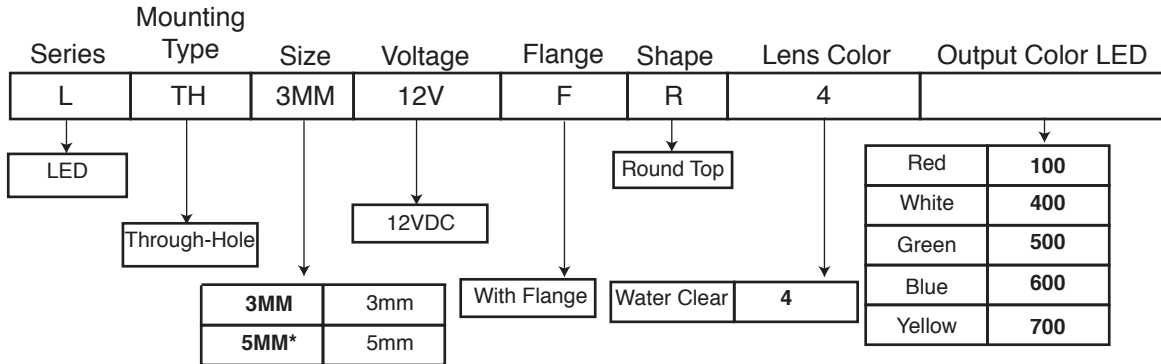 Mounting
Series Type Size Voltage Flange Shape Lens Color Output Color LED
L TH 3MM 12V F R 4
LED
Through-Hole
3MM 3mm
5MM* 5mm
12VDC
With Flange
Round Top
Water Clear 4
Red 100
White 400
Green 500
Blue 600
Yellow 700